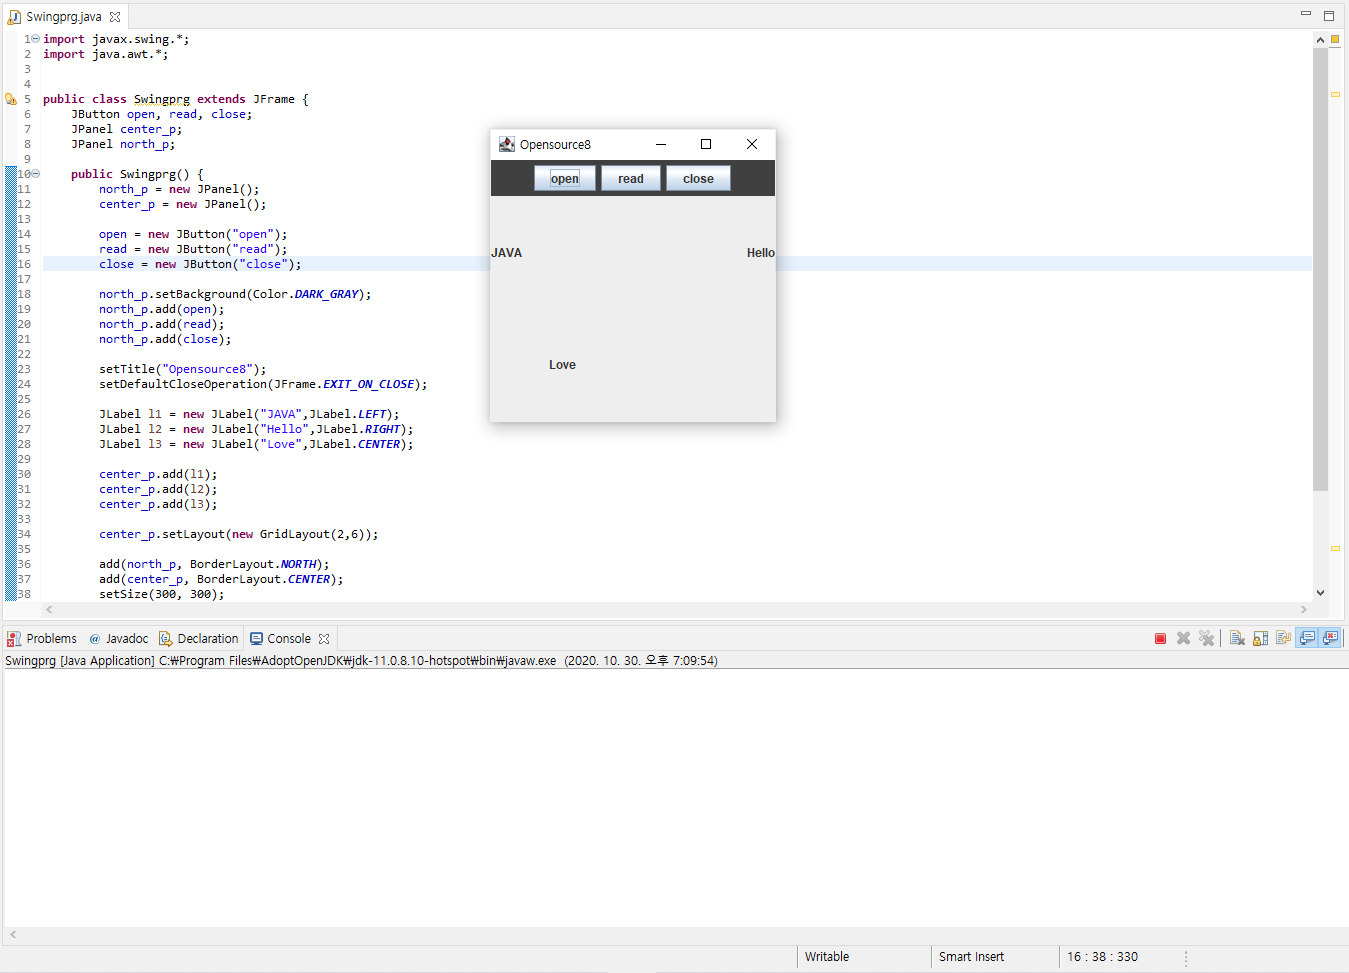 Swingprg.java
1 import javax.swing.*;
2 import java.awt.*;
3
4
5 public class Swingprg extends JFrame {
6 JButton open, read, close;
7 JPanel center_p;
8 JPanel north_p;
9
10 public Swingprg() {
11 north_p = new JPanel();
12 center_p = new JPanel();
13
14 open = new JButton("open");
15 read = new JButton("read");
16 close = new JButton("close");
17
18 north_p.setBackground(Color.DARK_GRAY);
19 north_p.add(open);
20 north_p.add(read);
21 north_p.add(close);
22
23 setTitle("Opensource8");
24 setDefaultCloseOperation(JFrame.EXIT_ON_CLOSE);
25
26 JLabel l1 = new JLabel("JAVA",JLabel.LEFT);
27 JLabel l2 = new JLabel("Hello",JLabel.RIGHT);
28 JLabel l3 = new JLabel("Love",JLabel.CENTER);
29
30 center_p.add(l1);
31 center_p.add(l2);
32 center_p.add(l3);
33
34 center_p.setLayout(new GridLayout(2,6));
35
36 add(north_p, BorderLayout.NORTH);
37 add(center_p, BorderLayout.CENTER);
38 setSize(300, 300);
Opensource8
open read close
JAVA Hello
Love
Problems @ Javadoc Declaration Console
Swingprg [Java Application] C:₩Program Files₩AdoptOpenJDK₩jdk-11.0.8.10-hotspot₩bin₩javaw.exe (2020. 10. 30. 오후 7:09:54)
Writable Smart Insert 16 : 38 : 330